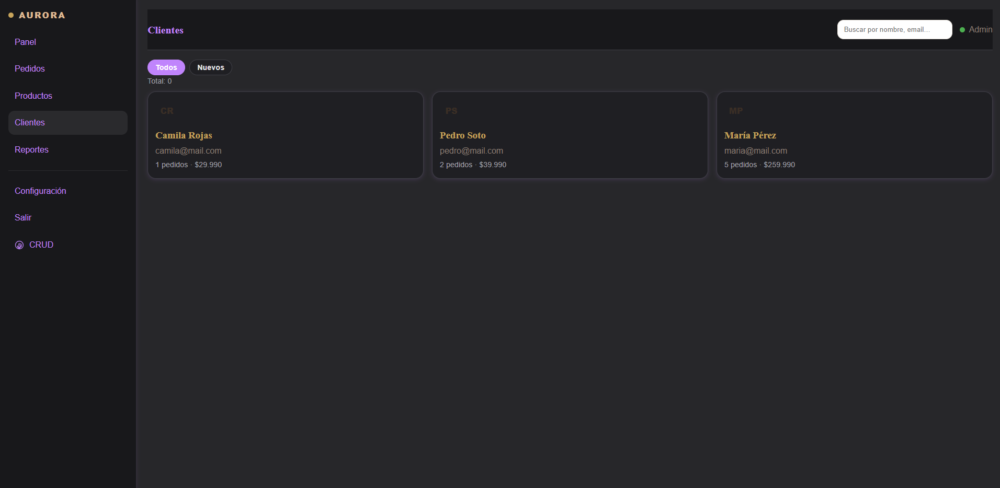 AURORA
Panel
Pedidos
Productos
Clientes
Reportes
Configuración
Salir
CRUD
Clientes
Buscar por nombre, email...
Admin
Todos
Nuevos
Total: 0
CR
Camila Rojas
camila@mail.com
1 pedidos · $29.990
PS
Pedro Soto
pedro@mail.com
2 pedidos · $39.990
MP
María Pérez
maria@mail.com
5 pedidos · $259.990